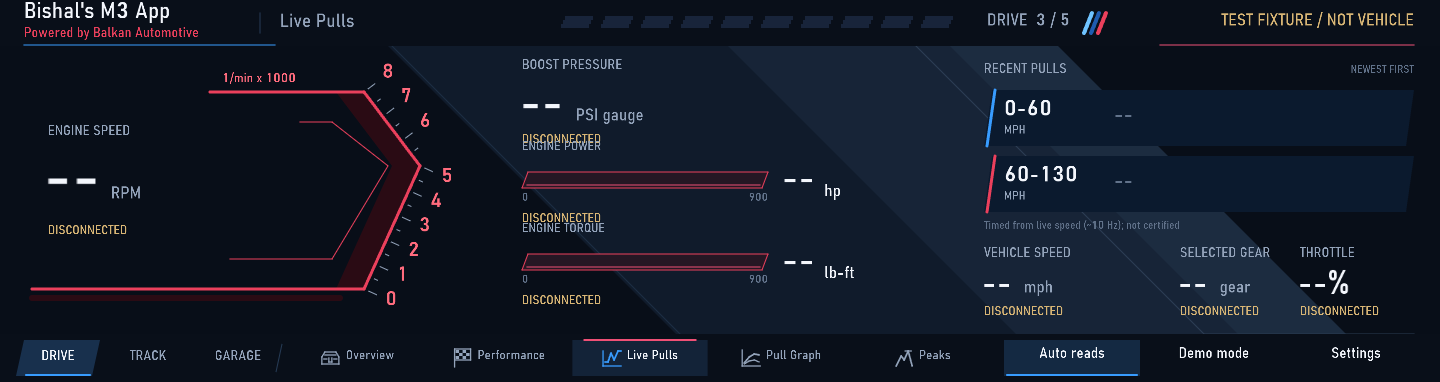 Bishal's M3 App
Powered by Balkan Automotive
Live Pulls
DRIVE 3 / 5
TEST FIXTURE / NOT VEHICLE
1/min x 1000
8
7
6
5
4
3
2
1
0
ENGINE SPEED
-- RPM
DISCONNECTED
BOOST PRESSURE
-- PSI gauge
DISCONNECTED
ENGINE POWER
-- hp
0 900
DISCONNECTED
ENGINE TORQUE
-- lb-ft
0 900
DISCONNECTED
RECENT PULLS
NEWEST FIRST
0-60 --
MPH
60-130 --
MPH
Timed from live speed (~10 Hz); not certified
VEHICLE SPEED
-- mph
DISCONNECTED
SELECTED GEAR
-- gear
DISCONNECTED
THROTTLE
--%
DISCONNECTED
DRIVE
TRACK
GARAGE
Overview
Performance
Live Pulls
Pull Graph
Peaks
Auto reads
Demo mode
Settings